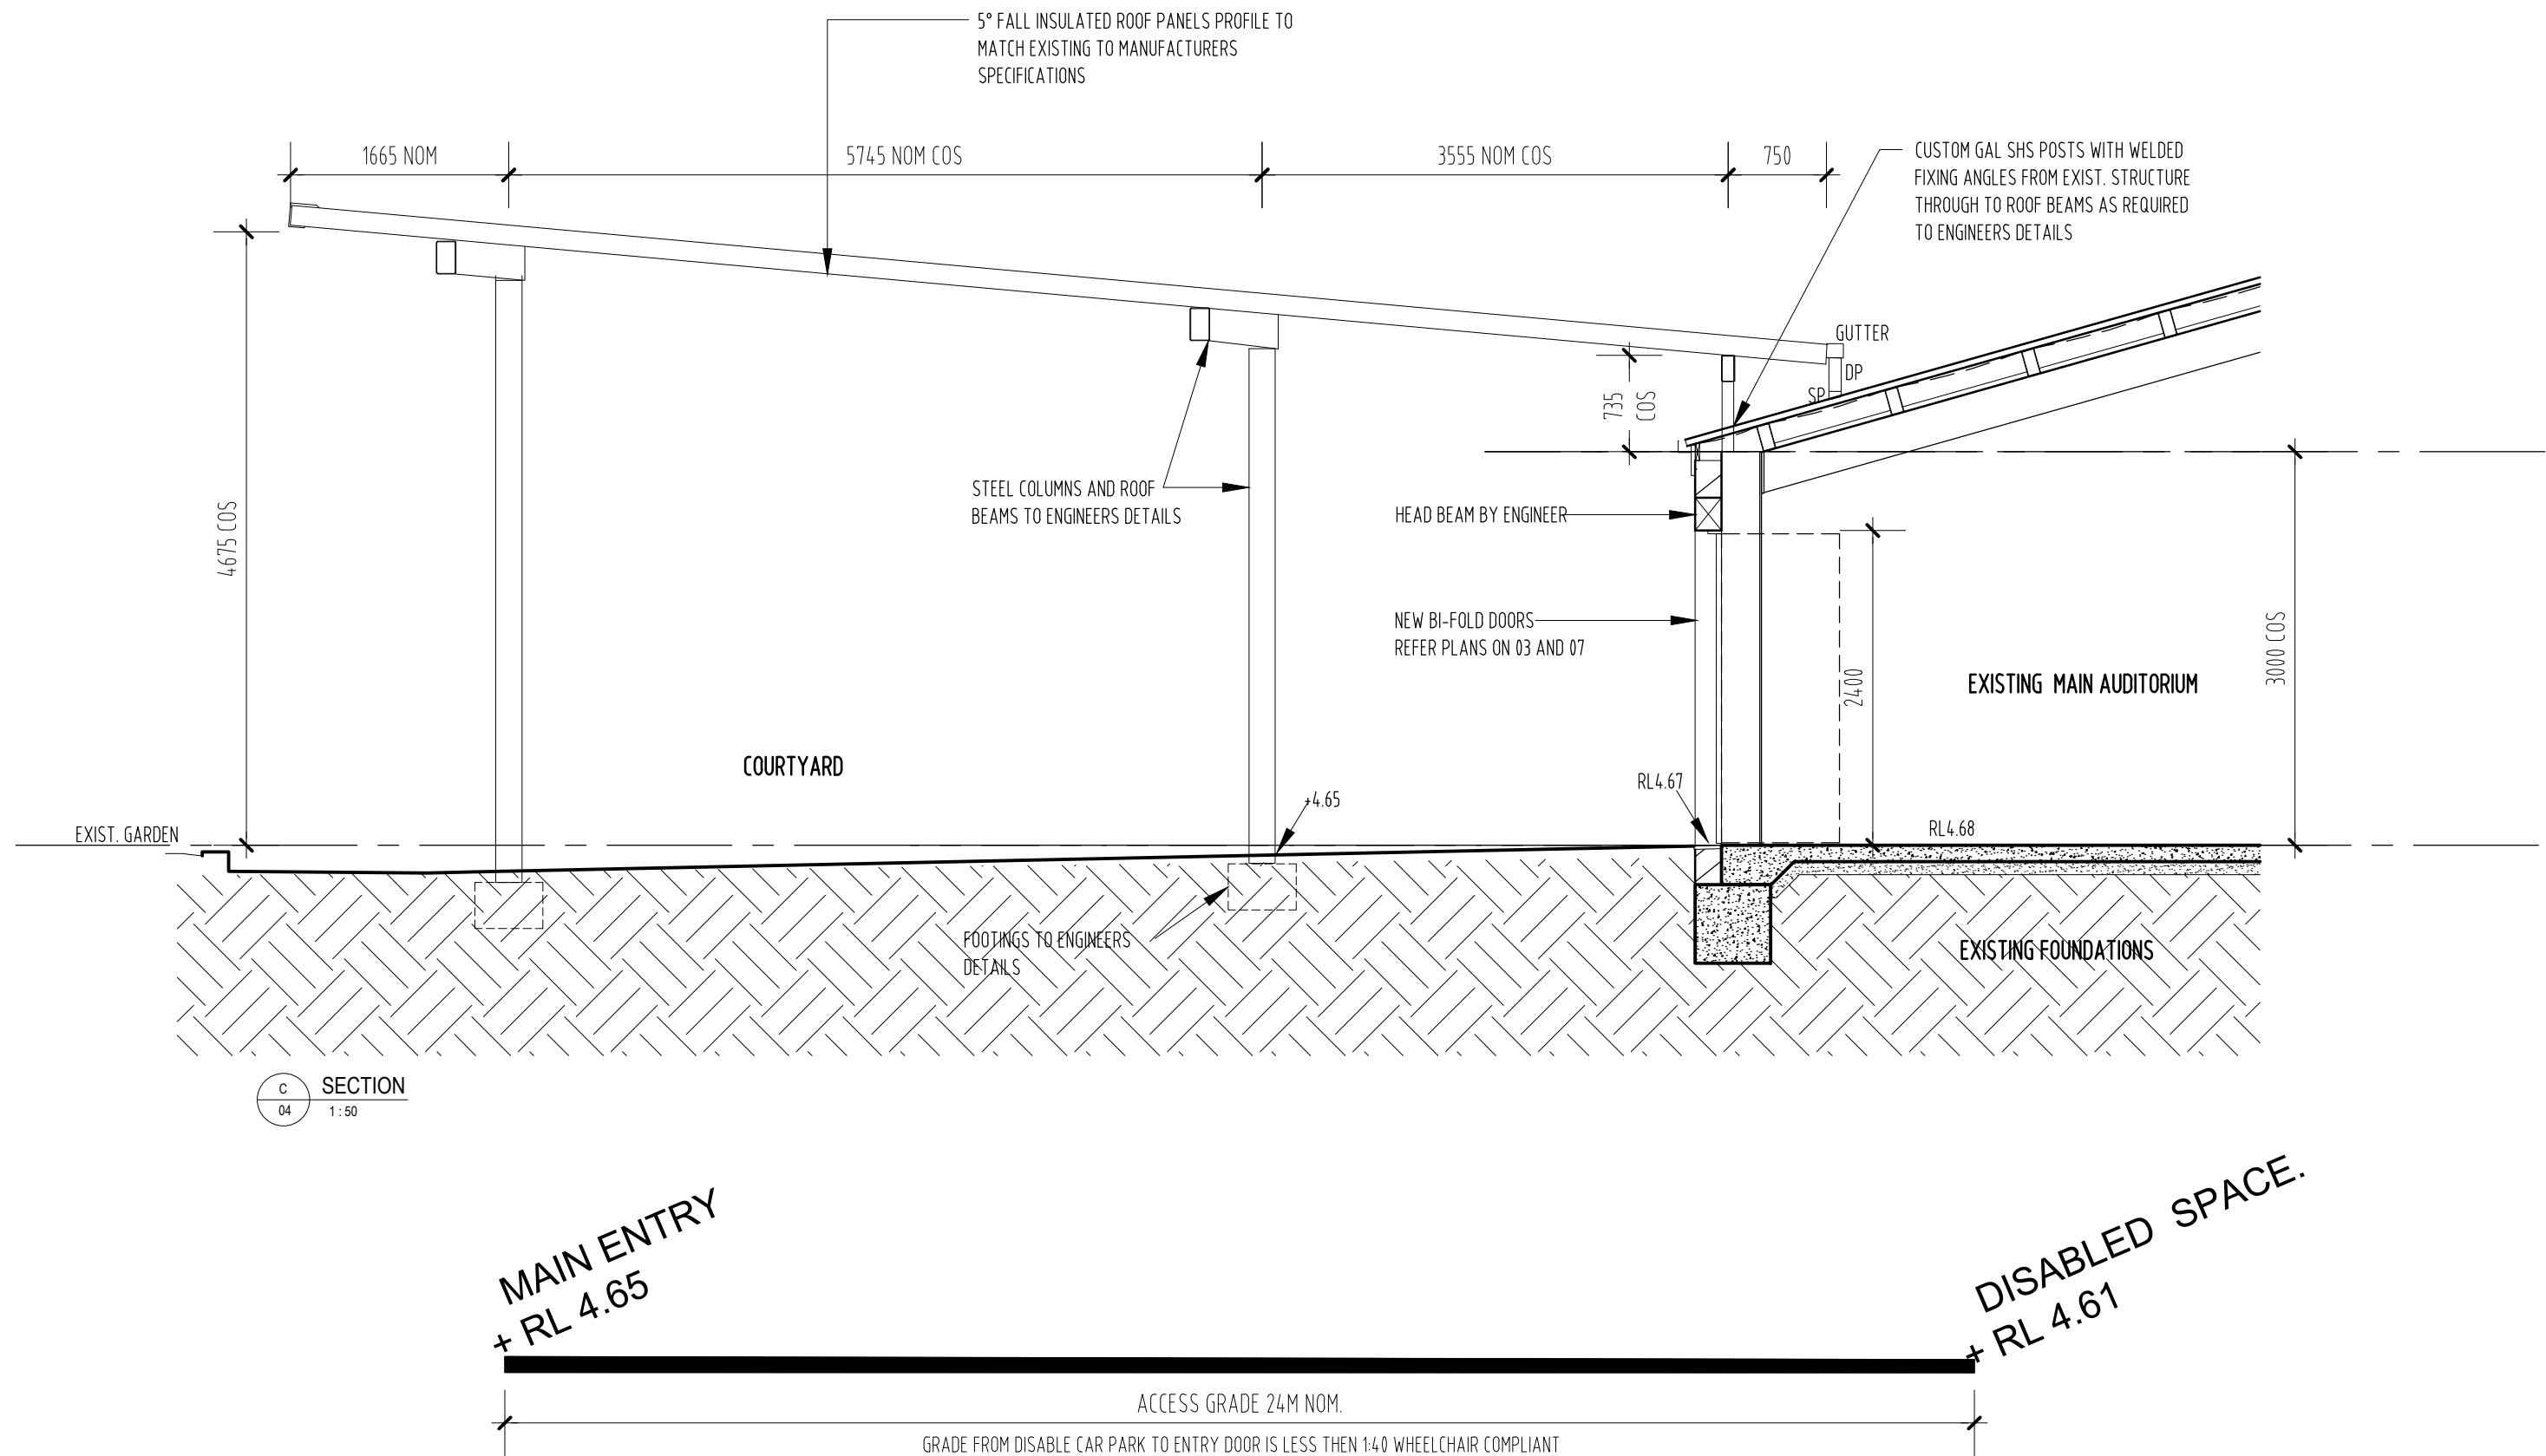 5° FALL INSULATED ROOF PANELS PROFILE TO
MATCH EXISTING TO MANUFACTURERS
SPECIFICATIONS
1665 NOM
5745 NOM COS
3555 NOM COS
750
CUSTOM GAL SHS POSTS WITH WELDED
FIXING ANGLES FROM EXIST. STRUCTURE
THROUGH TO ROOF BEAMS AS REQUIRED
TO ENGINEERS DETAILS
GUTTER
DP
SP
735
COS
4675 COS
STEEL COLUMNS AND ROOF
BEAMS TO ENGINEERS DETAILS
HEAD BEAM BY ENGINEER
NEW BI-FOLD DOORS
REFER PLANS ON 03 AND 07
2400
3000 COS
EXISTING MAIN AUDITORIUM
COURTYARD
+4.65
RL4.67
RL4.68
EXIST. GARDEN
FOOTINGS TO ENGINEERS
DETAILS
EXISTING FOUNDATIONS
C
04
SECTION
1 : 50
MAIN ENTRY
+ RL 4.65
DISABLED SPACE.
+ RL 4.61
ACCESS GRADE 24M NOM.
GRADE FROM DISABLE CAR PARK TO ENTRY DOOR IS LESS THEN 1:40 WHEELCHAIR COMPLIANT